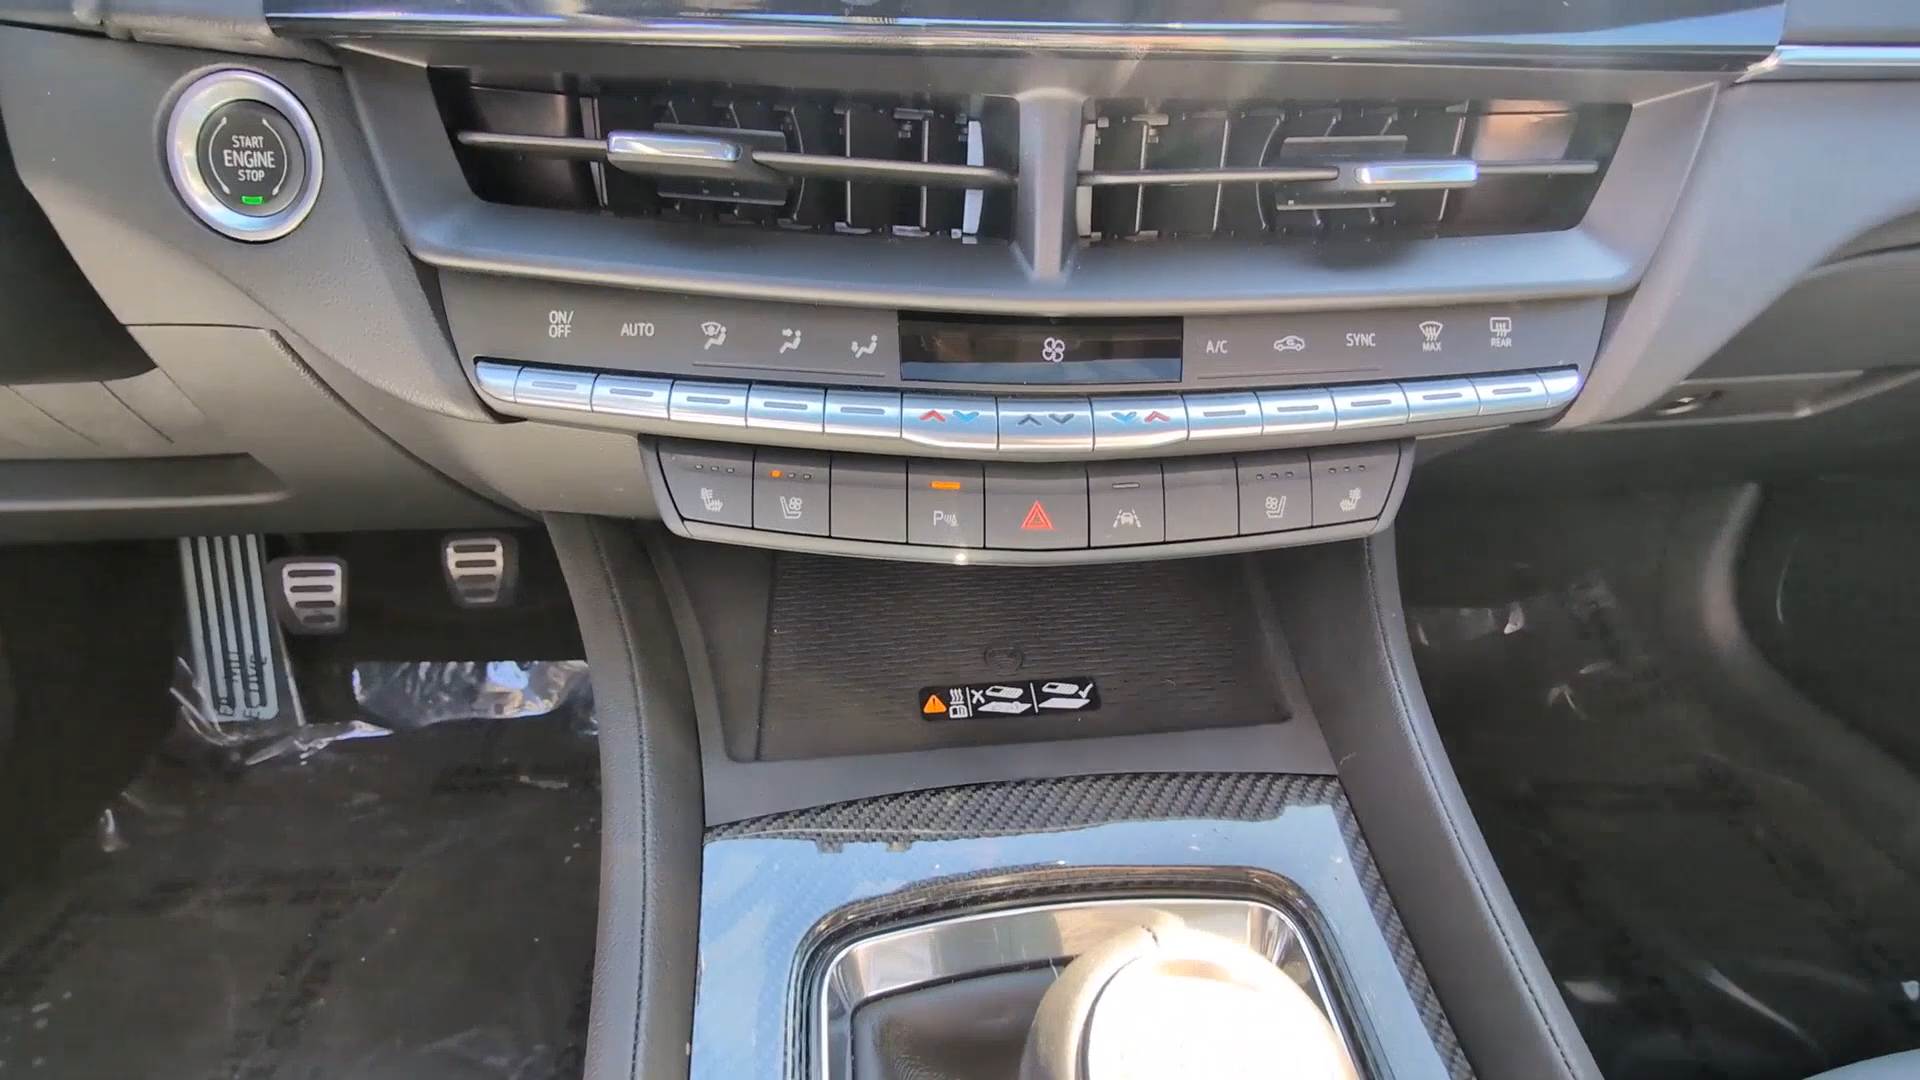 START
ENGINE
STOP
ON/
OFF
AUTO
A/C
SYNC
MAX
REAR
P